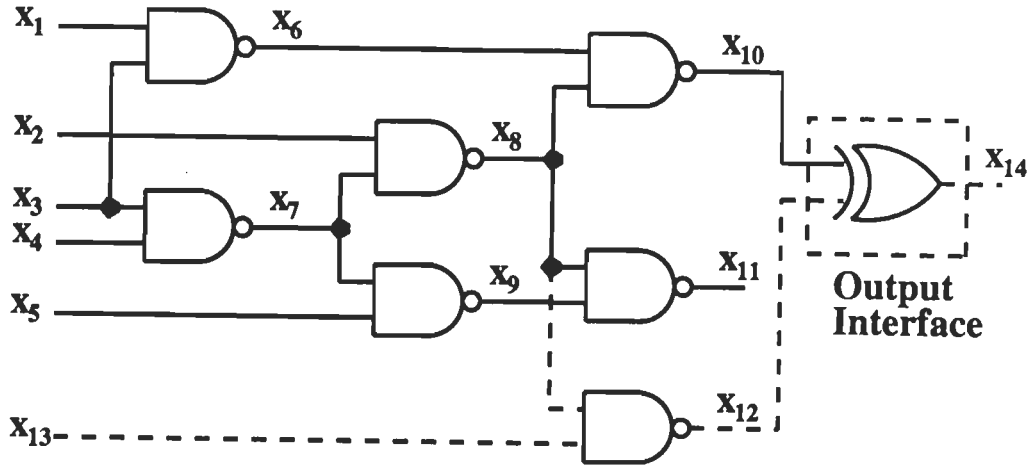 x1
x6
x10
x2
x8
x14
x3
x7
x4
x9
x11
x5
Output
Interface
x12
x13